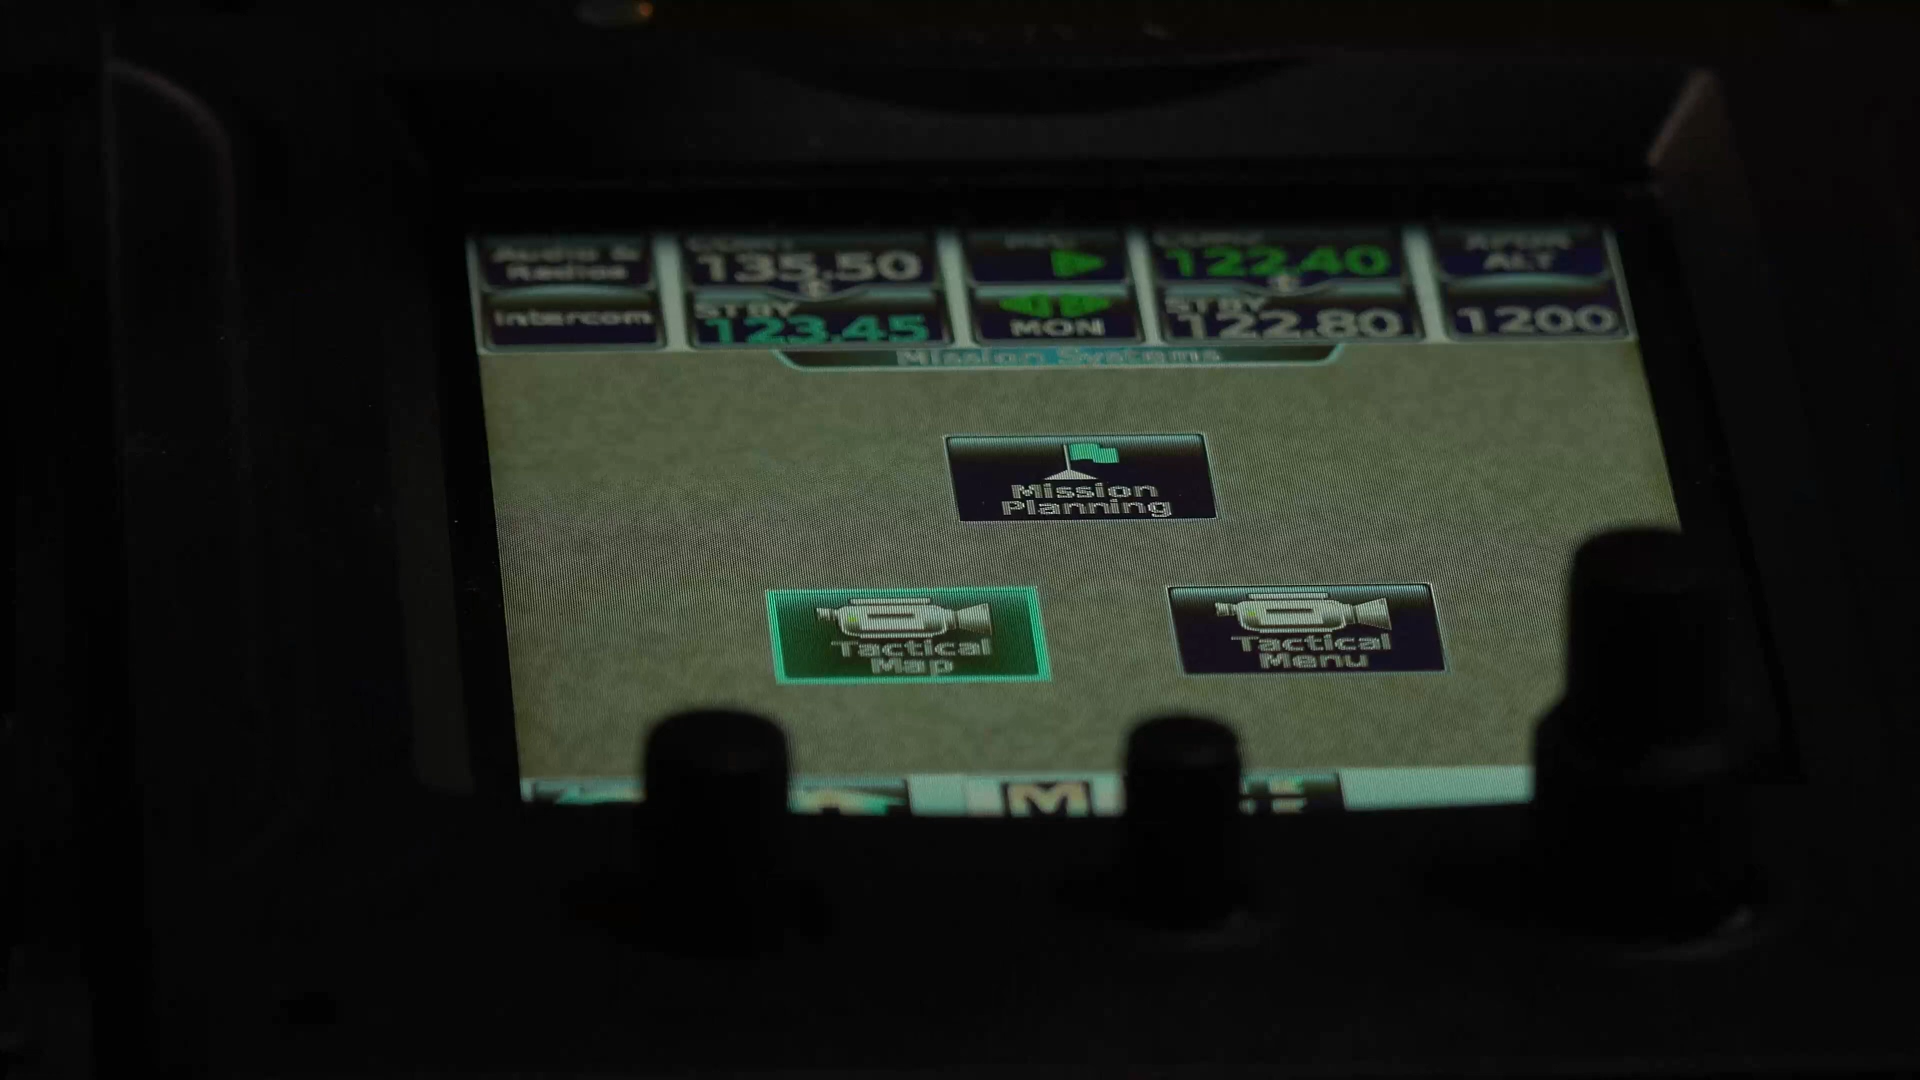 Audio &
Radios
135.50
122.40
XPDR
ALT
Intercom
STBY
123.45
MON
STBY
122.80
1200
Mission Systems
Mission
Planning
Tactical
Map
Tactical
Menu
M